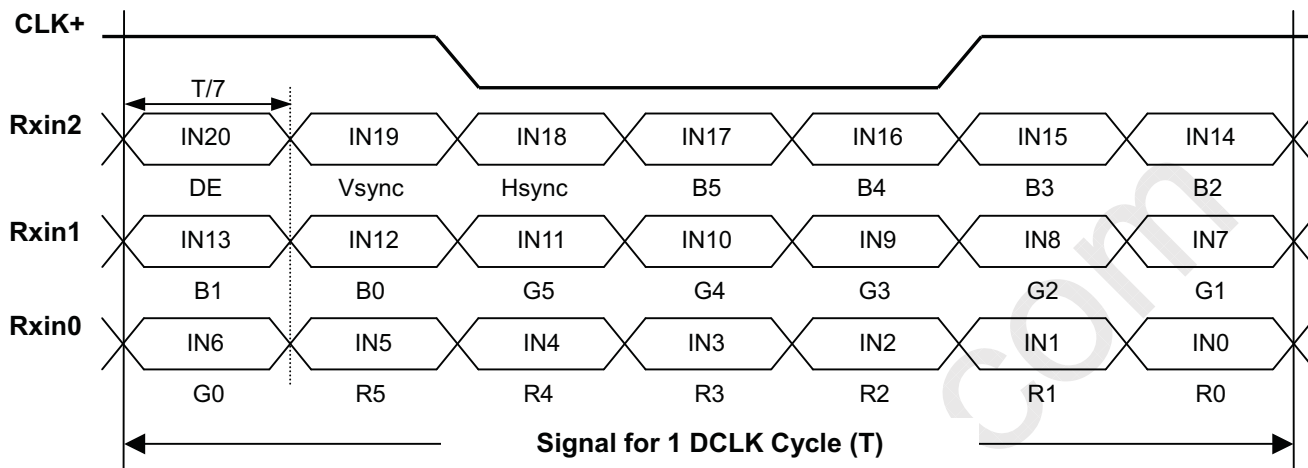 CLK+
T/7
Rxin2 IN20 IN19 IN18 IN17 IN16 IN15 IN14
DE Vsync Hsync B5 B4 B3 B2
Rxin1 IN13 IN12 IN11 IN10 IN9 IN8 IN7
B1 B0 G5 G4 G3 G2 G1
Rxin0 IN6 IN5 IN4 IN3 IN2 IN1 IN0
G0 R5 R4 R3 R2 R1 R0
Signal for 1 DCLK Cycle (T)
com